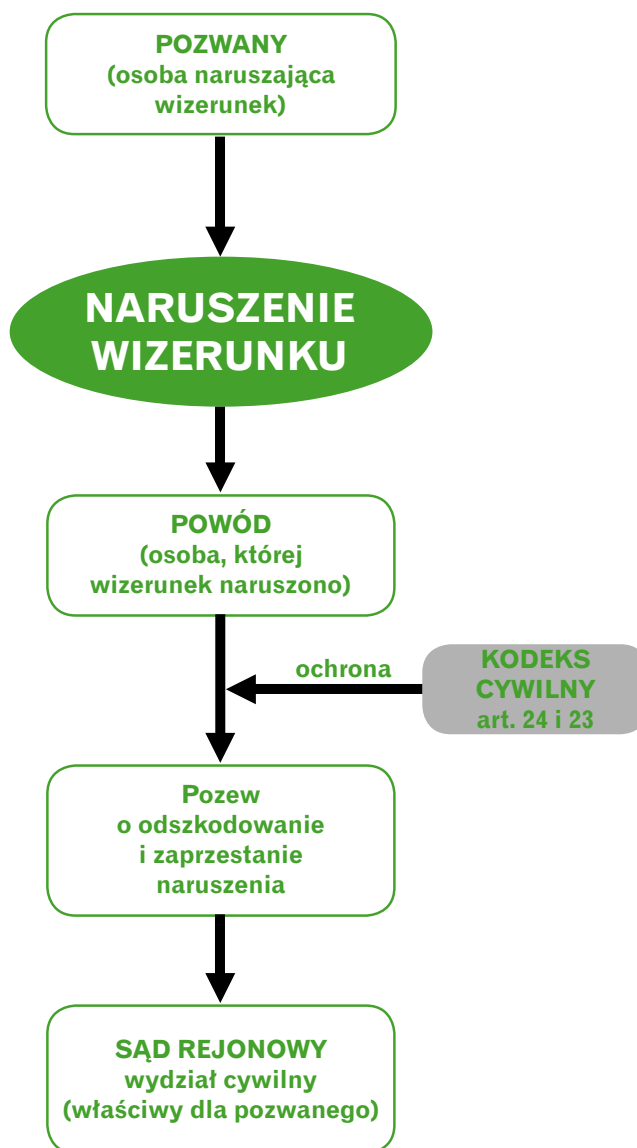 POZWANY
(osoba naruszająca
wizerunek)
NARUSZENIE
WIZERUNKU
POWÓD
(osoba, której
wizerunek naruszono)
ochrona
KODEKS
CYWILNY
art. 24 i 23
Pozew
o odszkodowanie
i zaprzestanie
naruszenia
SĄD REJONOWY
wydział cywilny
(właściwy dla pozwanego)